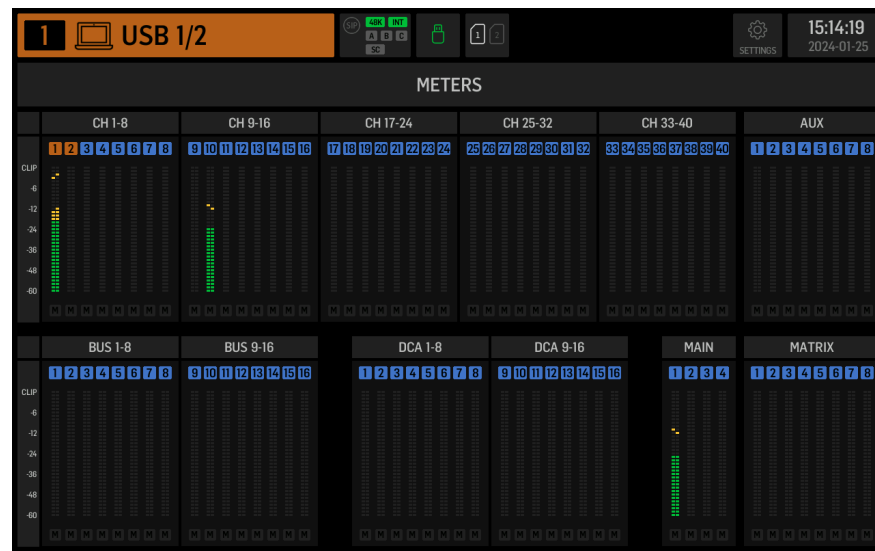 1 USB 1/2 SIP 48K INT A B C SC 1 2 SETTINGS 15:14:19 2024-01-25
METERS
CH 1-8 CH 9-16 CH 17-24 CH 25-32 CH 33-40 AUX
1 2 3 4 5 6 7 8 9 10 11 12 13 14 15 16 17 18 19 20 21 22 23 24 25 26 27 28 29 30 31 32 33 34 35 36 37 38 39 40 1 2 3 4 5 6 7 8
CLIP
-6
-12
-24
-36
-48
-60
M M M M M M M M M M M M M M M M M M M M M M M M M M M M M M M M M M M M M M M M M M M M M M M M
BUS 1-8 BUS 9-16 DCA 1-8 DCA 9-16 MAIN MATRIX
1 2 3 4 5 6 7 8 9 10 11 12 13 14 15 16 1 2 3 4 5 6 7 8 9 10 11 12 13 14 15 16 1 2 3 4 1 2 3 4 5 6 7 8
CLIP
-6
-12
-24
-36
-48
-60
M M M M M M M M M M M M M M M M M M M M M M M M M M M M M M M M M M M M M M M M M M M M